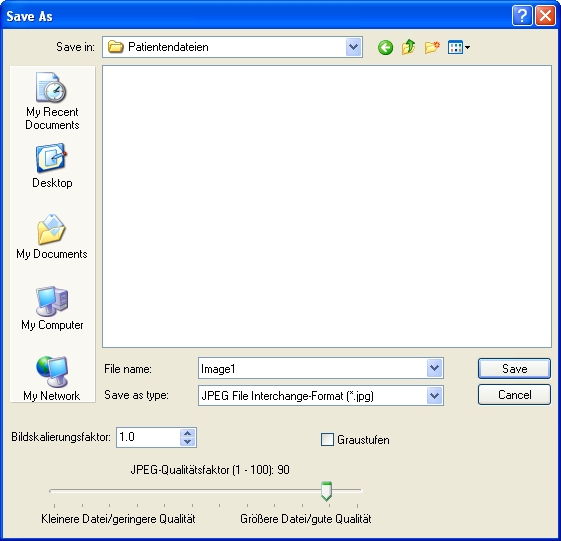 Save As
Save in: Patientendateien
My Recent
Documents
Desktop
My Documents
My Computer
My Network
File name: Image1 Save
Save as type: JPEG File Interchange-Format (*.jpg) Cancel
Bildskalierungsfaktor: 1.0 Graustufen
JPEG-Qualitätsfaktor (1 - 100): 90
Kleinere Datei/geringere Qualität Größere Datei/gute Qualität